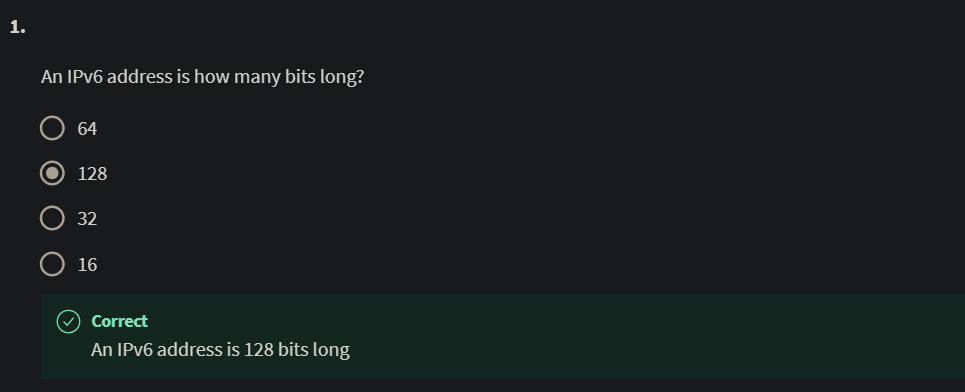 1.
An IPv6 address is how many bits long?
64
128
32
16
Correct
An IPv6 address is 128 bits long